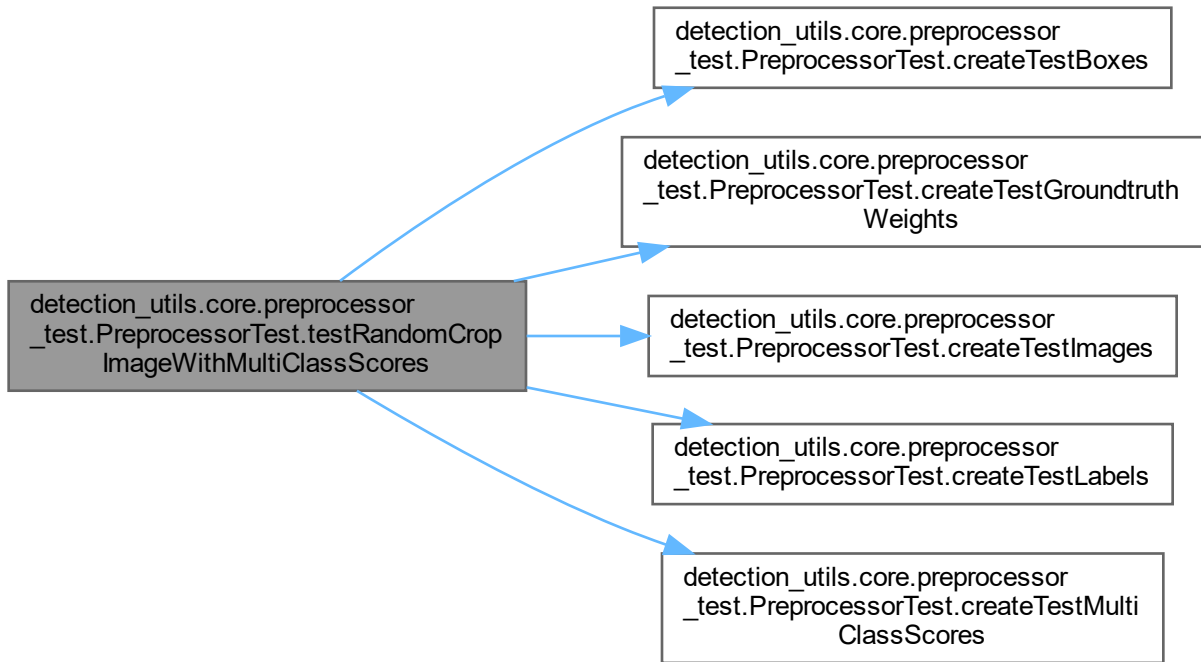 detection_utils.core.preprocessor
_test.PreprocessorTest.testRandomCrop
ImageWithMultiClassScores
detection_utils.core.preprocessor
_test.PreprocessorTest.createTestBoxes
detection_utils.core.preprocessor
_test.PreprocessorTest.createTestGroundtruth
Weights
detection_utils.core.preprocessor
_test.PreprocessorTest.createTestImages
detection_utils.core.preprocessor
_test.PreprocessorTest.createTestLabels
detection_utils.core.preprocessor
_test.PreprocessorTest.createTestMulti
ClassScores